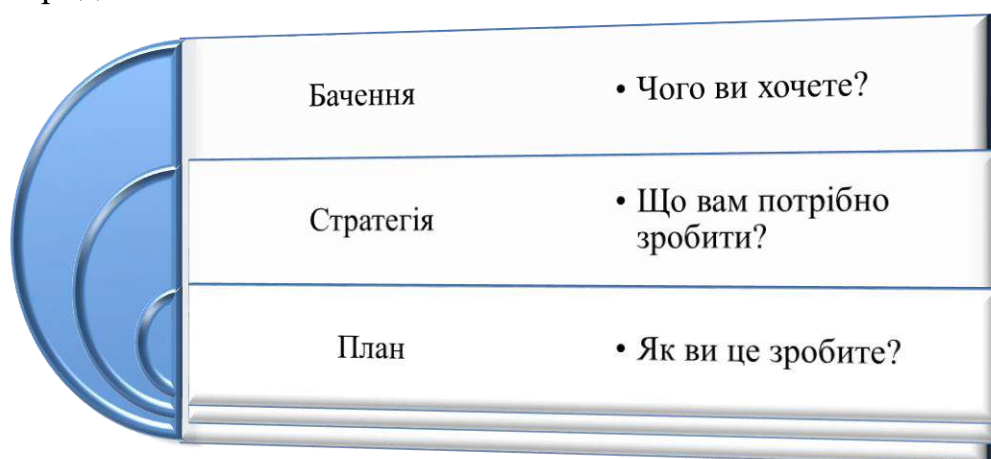 Бачення
• Чого ви хочете?
Стратегія
• Що вам потрібно
зробити?
План
• Як ви це зробите?